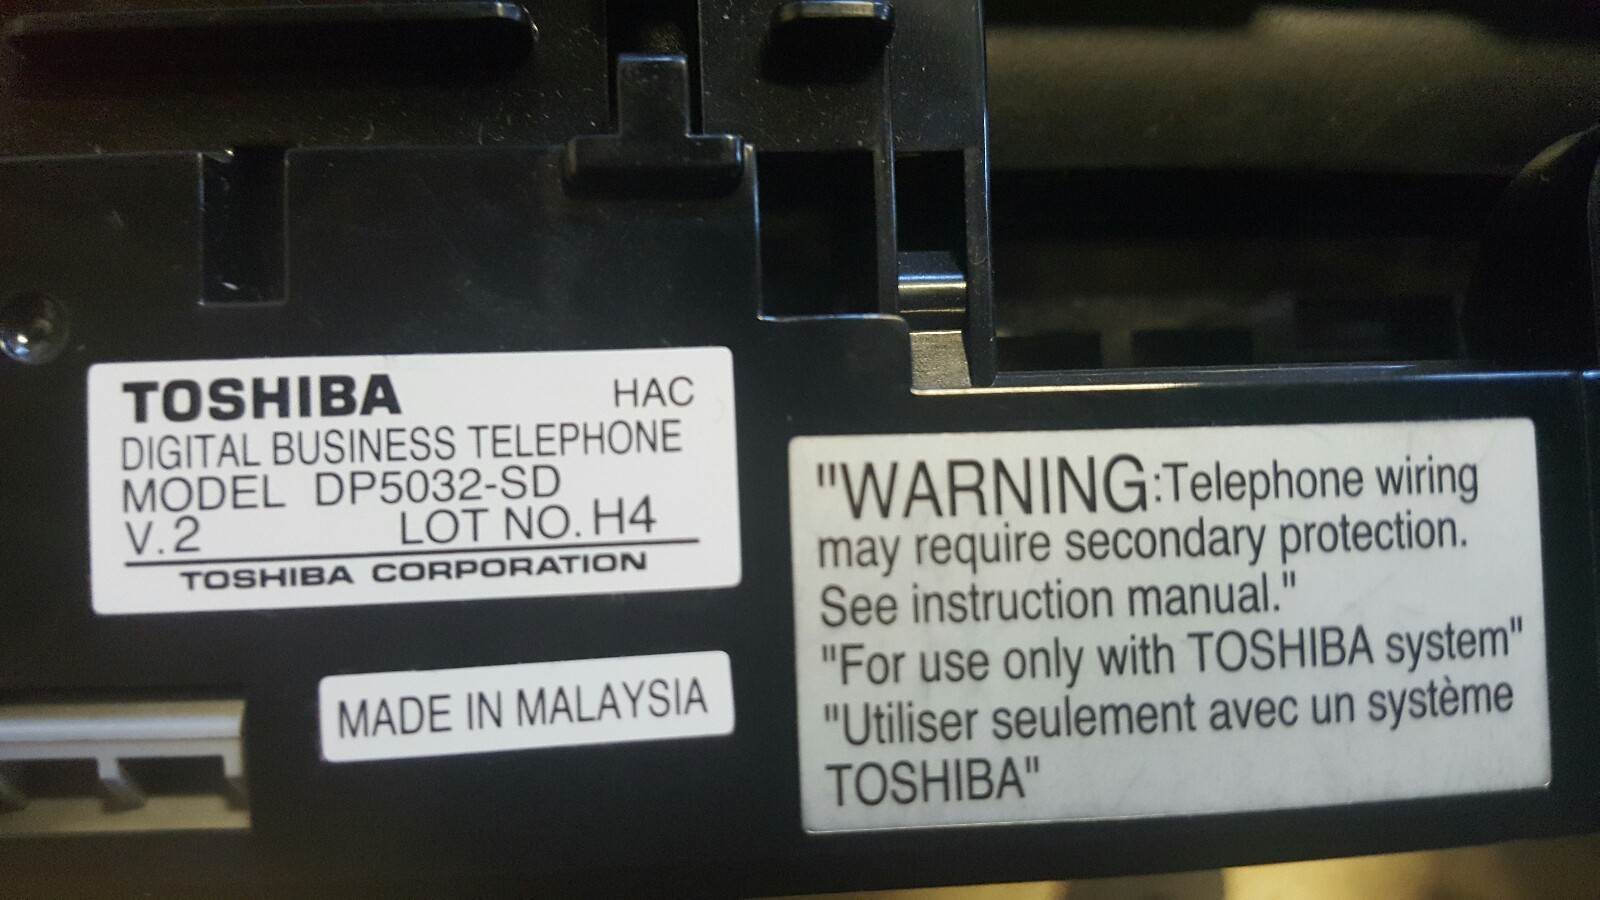 TOSHIBA HAC
DIGITAL BUSINESS TELEPHONE
MODEL DP5032-SD
V.2 LOT NO. H4
TOSHIBA CORPORATION
MADE IN MALAYSIA
"WARNING:Telephone wiring
may require secondary protection.
See instruction manual."
"For use only with TOSHIBA system"
"Utiliser seulement avec un système
TOSHIBA"